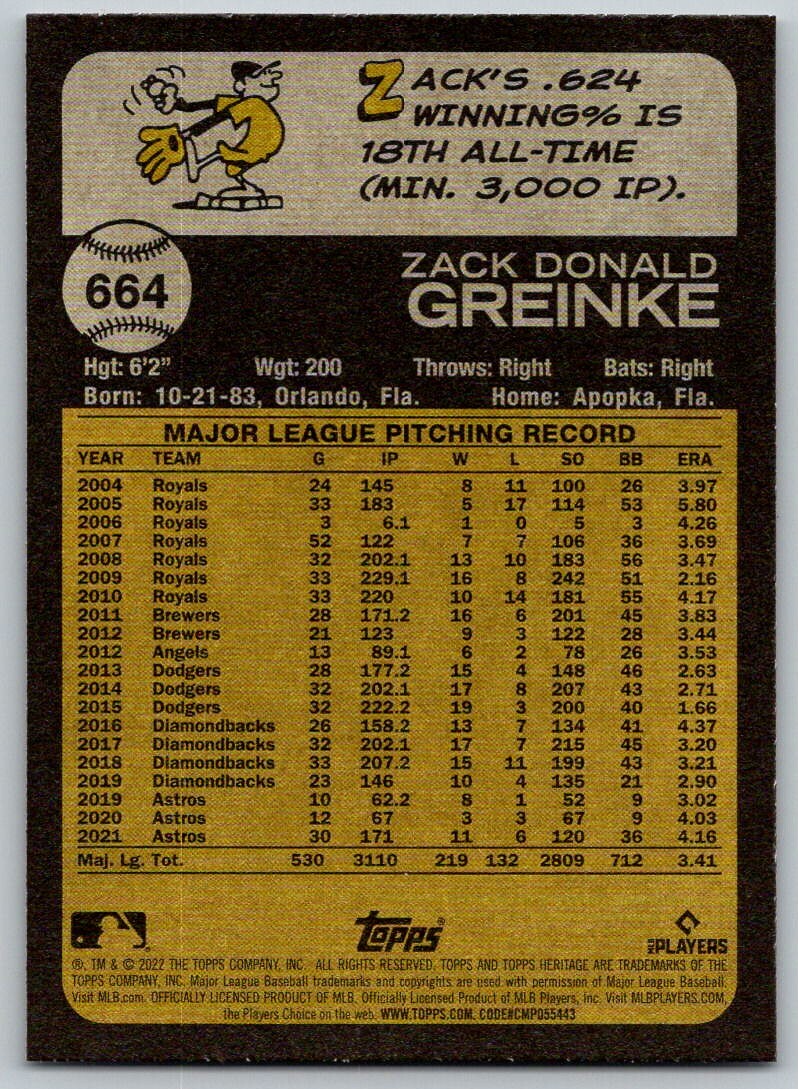 ZACK'S .624
WINNING% IS
18TH ALL-TIME
(MIN. 3,000 IP).
664
ZACK DONALD
GREINKE
Hgt: 6'2" Wgt: 200 Throws: Right Bats: Right
Born: 10-21-83, Orlando, Fla. Home: Apopka, Fla.
MAJOR LEAGUE PITCHING RECORD
YEAR TEAM G IP W L SO BB ERA
2004 Royals 24 145 8 11 100 26 3.97
2005 Royals 33 183 5 17 114 53 5.80
2006 Royals 3 6.1 1 0 5 3 4.26
2007 Royals 52 122 7 7 106 36 3.69
2008 Royals 32 202.1 13 10 183 56 3.47
2009 Royals 33 229.1 16 8 242 51 2.16
2010 Royals 33 220 10 14 181 55 4.17
2011 Brewers 28 171.2 16 6 201 45 3.83
2012 Brewers 21 123 9 3 122 28 3.44
2012 Angels 13 89.1 6 2 78 26 3.53
2013 Dodgers 28 177.2 15 4 148 46 2.63
2014 Dodgers 32 202.1 17 8 207 43 2.71
2015 Dodgers 32 222.2 19 3 200 40 1.66
2016 Diamondbacks 26 158.2 13 7 134 41 4.37
2017 Diamondbacks 32 202.1 17 7 215 45 3.20
2018 Diamondbacks 33 207.2 15 11 199 43 3.21
2019 Diamondbacks 23 146 10 4 135 21 2.90
2019 Astros 10 62.2 8 1 52 9 3.02
2020 Astros 12 67 3 3 67 9 4.03
2021 Astros 30 171 11 6 120 36 4.16
Maj. Lg. Tot. 530 3110 219 132 2809 712 3.41
Topps®
MLB PLAYERS
®, TM & © 2022 THE TOPPS COMPANY, INC. ALL RIGHTS RESERVED. TOPPS AND TOPPS HERITAGE ARE TRADEMARKS OF THE
TOPPS COMPANY, INC. Major League Baseball trademarks and copyrights are used with permission of Major League Baseball.
Visit MLB.com. OFFICIALLY LICENSED PRODUCT OF MLB. Officially Licensed Product of MLB Players, Inc. Visit MLBPLAYERS.COM,
the Players Choice on the web. WWW.TOPPS.COM. CODE#CMP055443